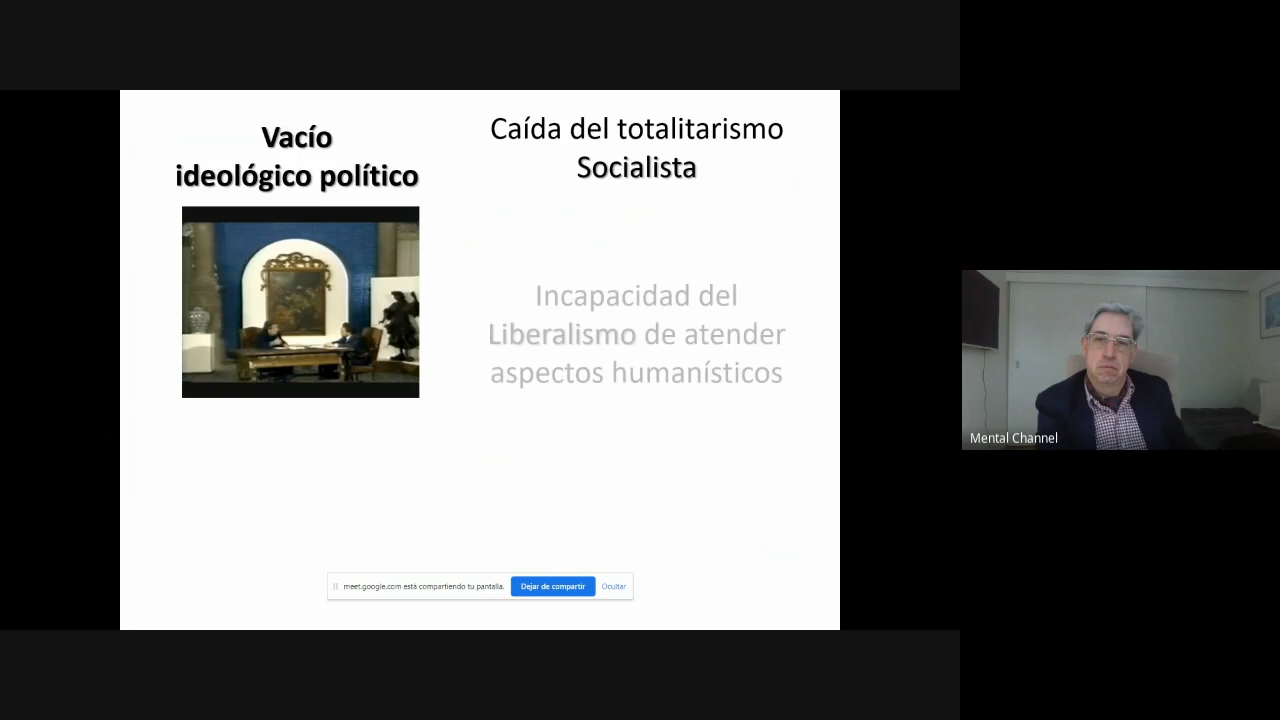 Vacío
ideológico político
Caída del totalitarismo
Socialista
Incapacidad del
Liberalismo de atender
aspectos humanísticos
meet.google.com está compartiendo tu pantalla.
Dejar de compartir
Ocultar
Mental Channel